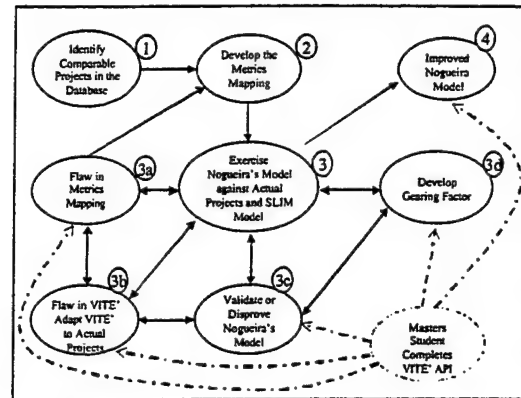 1
Identify
Comparable
Projects in the
Database
2
Develop the
Metrics
Mapping
4
Improved
Nogueira
Model
3a
Flaw in
Metrics
Mapping
3
Exercise
Nogueira's Model
against Actual
Projects and SLIM
Model
3d
Develop
Gearing Factor
3b
Flaw in VITE'
Adapt VITE'
to Actual
Projects
3c
Validate or
Disprove
Nogueira's
Model
Masters
Student
Completes
VITE' API